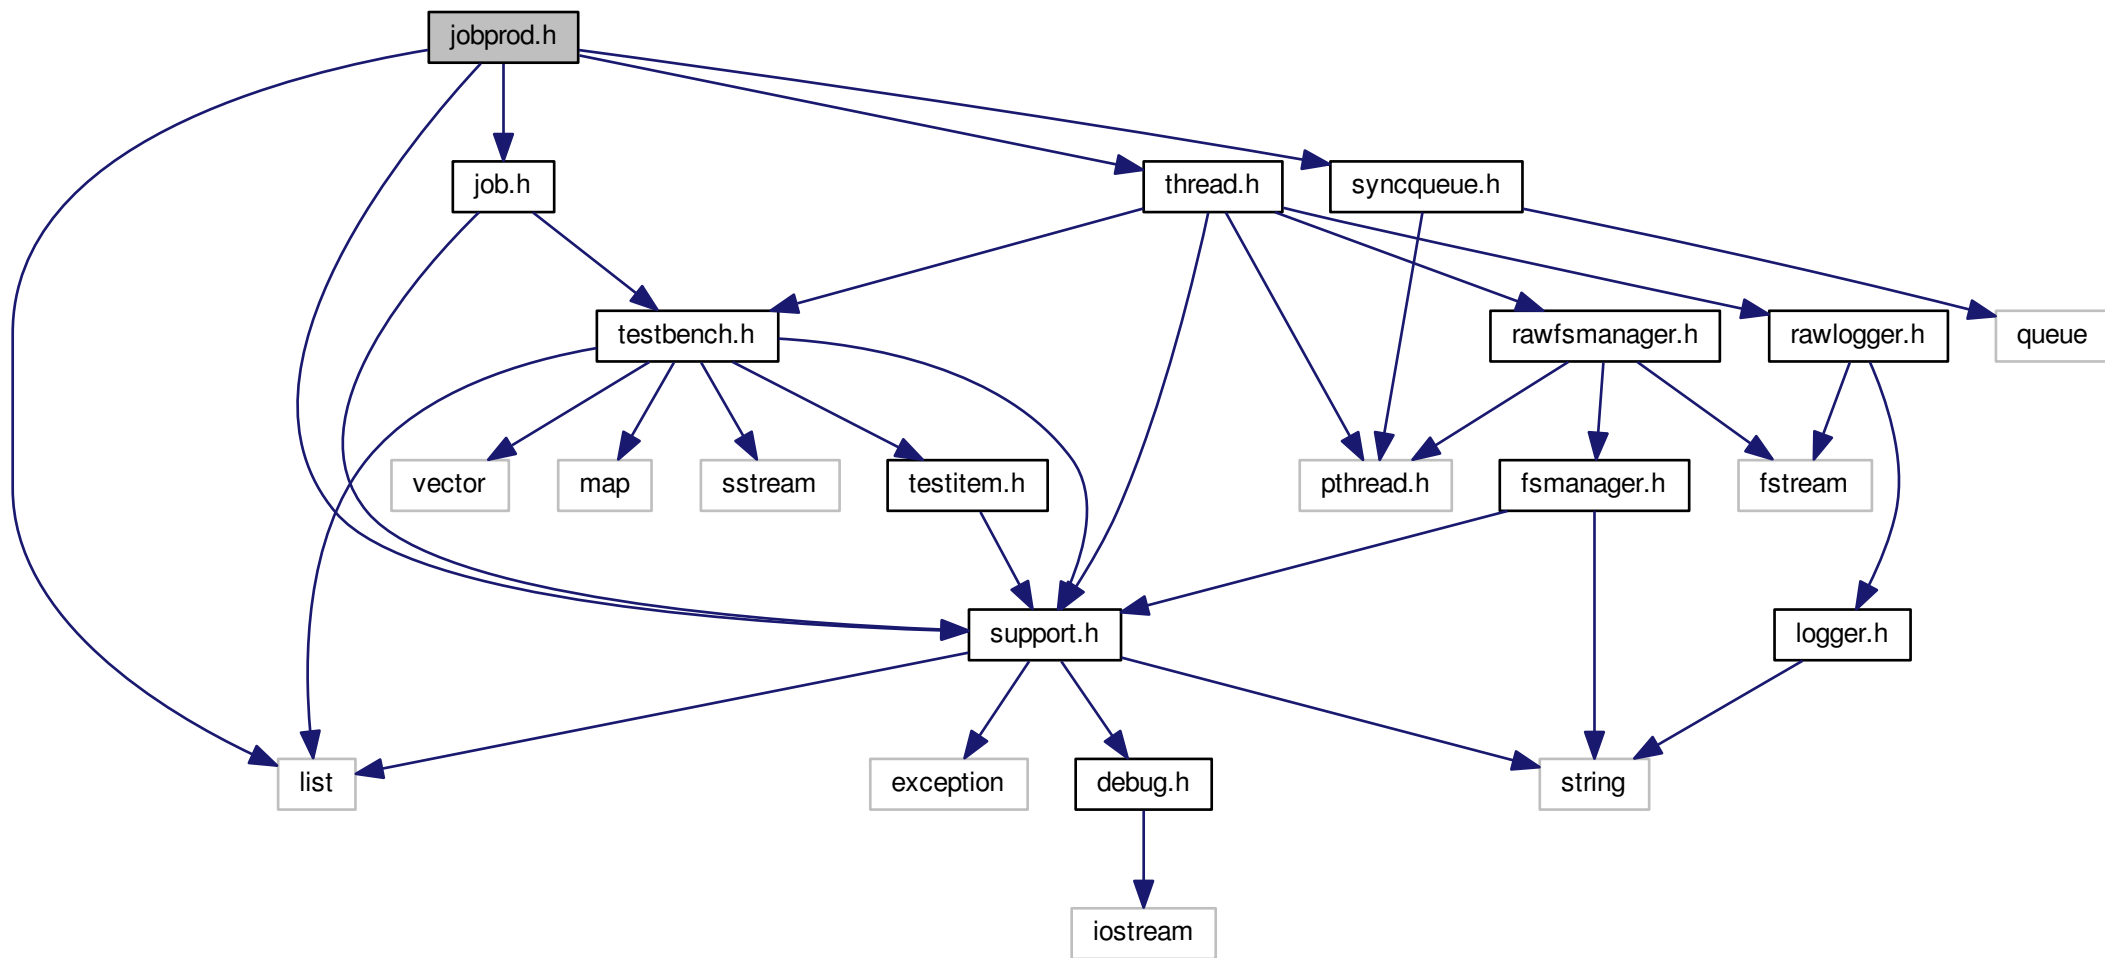 jobprod.h
job.h
thread.h
syncqueue.h
testbench.h
rawfsmanager.h
rawlogger.h
queue
vector
map
sstream
testitem.h
pthread.h
fsmanager.h
fstream
support.h
logger.h
list
exception
debug.h
string
iostream